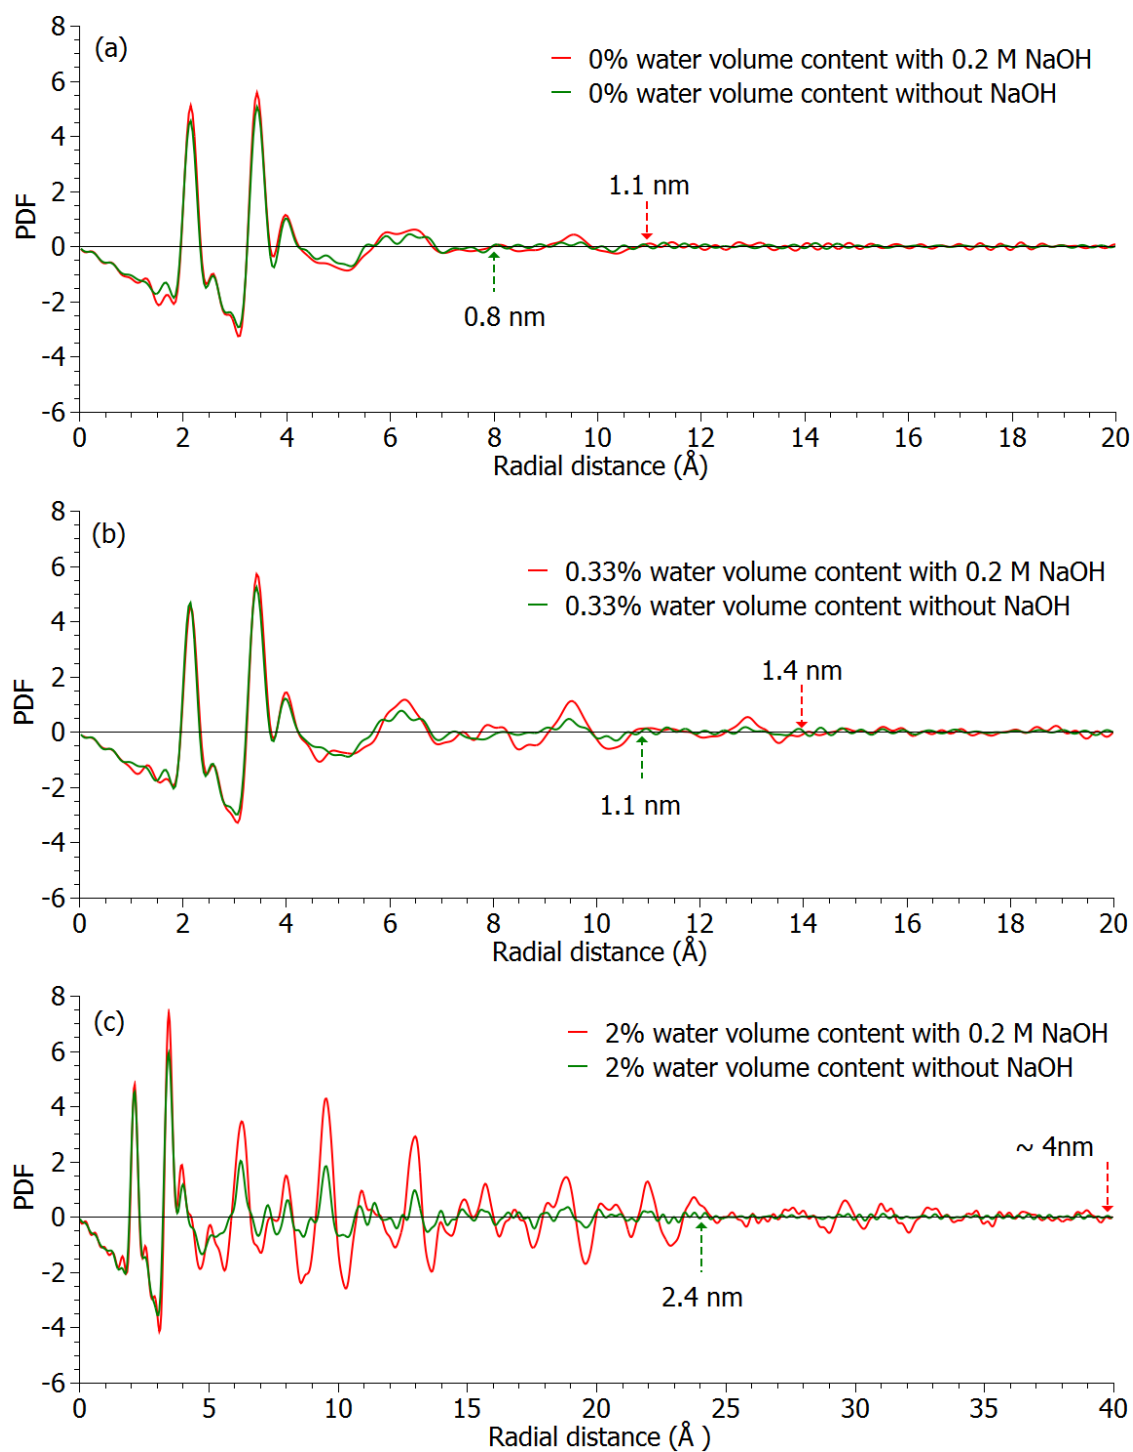 (a)
0% water volume content with 0.2 M NaOH
0% water volume content without NaOH
1.1 nm
0.8 nm
PDF
8
6
4
2
0
-2
-4
-6
0 2 4 6 8 10 12 14 16 18 20
Radial distance (Å)
(b)
0.33% water volume content with 0.2 M NaOH
0.33% water volume content without NaOH
1.4 nm
1.1 nm
PDF
8
6
4
2
0
-2
-4
-6
0 2 4 6 8 10 12 14 16 18 20
Radial distance (Å)
(c)
2% water volume content with 0.2 M NaOH
2% water volume content without NaOH
~ 4nm
2.4 nm
PDF
8
6
4
2
0
-2
-4
-6
0 5 10 15 20 25 30 35 40
Radial distance (Å )